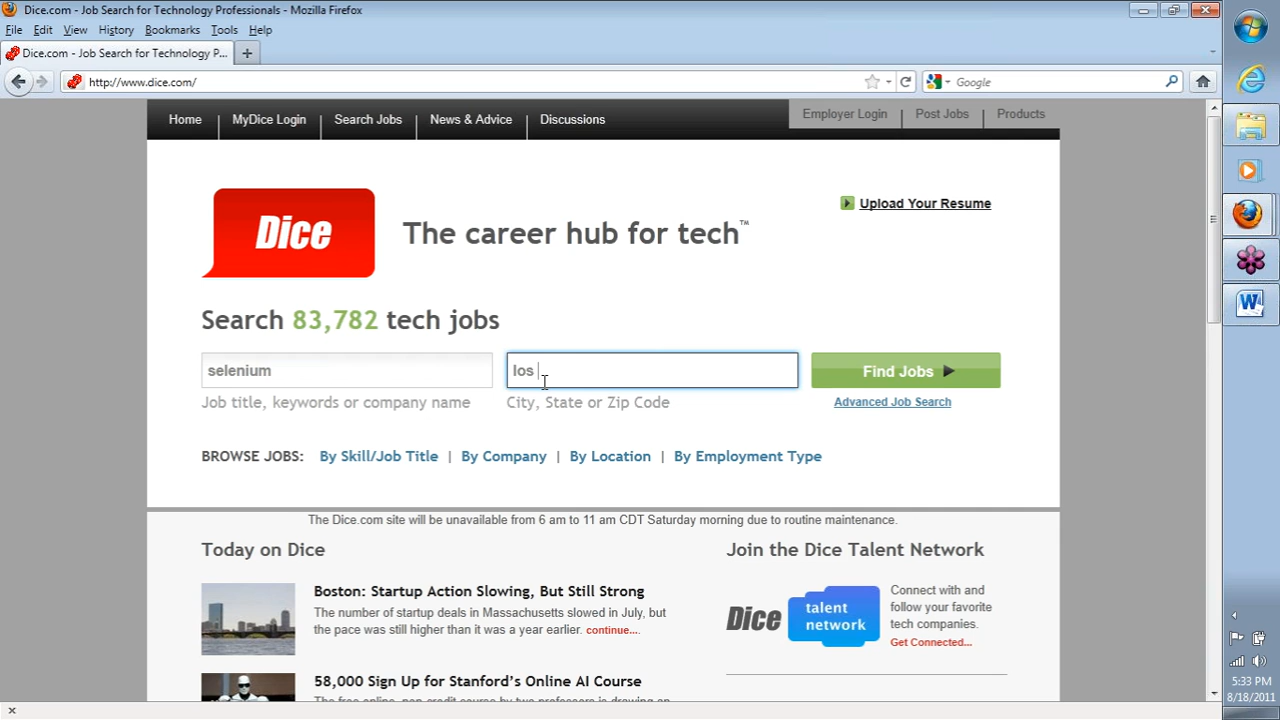 Dice.com - Job Search for Technology Professionals - Mozilla Firefox
File Edit View History Bookmarks Tools Help
Dice.com - Job Search for Technology P... +
http://www.dice.com/ Google
Home MyDice Login Search Jobs News & Advice Discussions Employer Login Post Jobs Products
Upload Your Resume
Dice The career hub for tech™
Search 83,782 tech jobs
selenium los Find Jobs
Job title, keywords or company name City, State or Zip Code Advanced Job Search
BROWSE JOBS: By Skill/Job Title | By Company | By Location | By Employment Type
The Dice.com site will be unavailable from 6 am to 11 am CDT Saturday morning due to routine maintenance.
Today on Dice
Boston: Startup Action Slowing, But Still Strong
The number of startup deals in Massachusetts slowed in July, but
the pace was still higher than it was a year earlier. continue....
58,000 Sign Up for Stanford's Online AI Course
Join the Dice Talent Network
Dice talent network
Connect with and
follow your favorite
tech companies.
Get Connected...
5:33 PM
8/18/2011